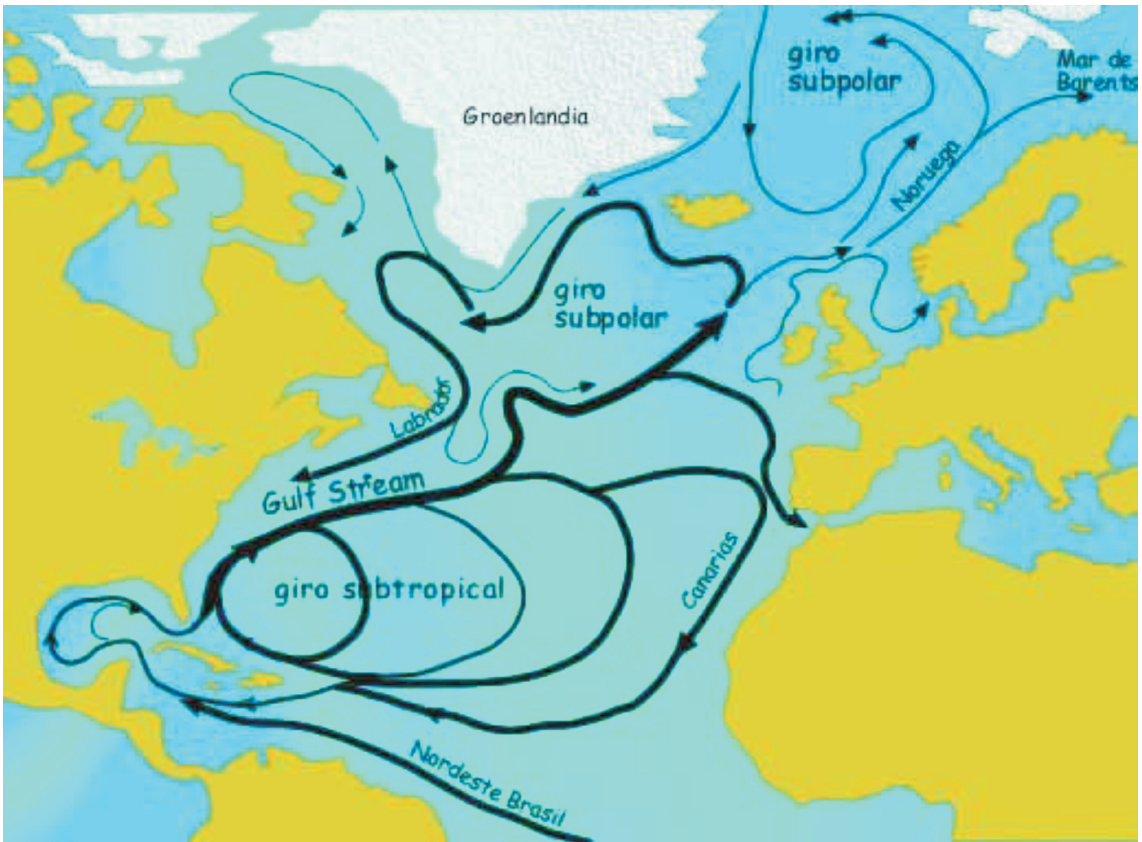 giro
subpolar
Mar de
Barents
Groenlandia
Noruega
giro
subpolar
Labrador
Gulf Stream
giro subtropical
Canarias
Nordeste Brasil